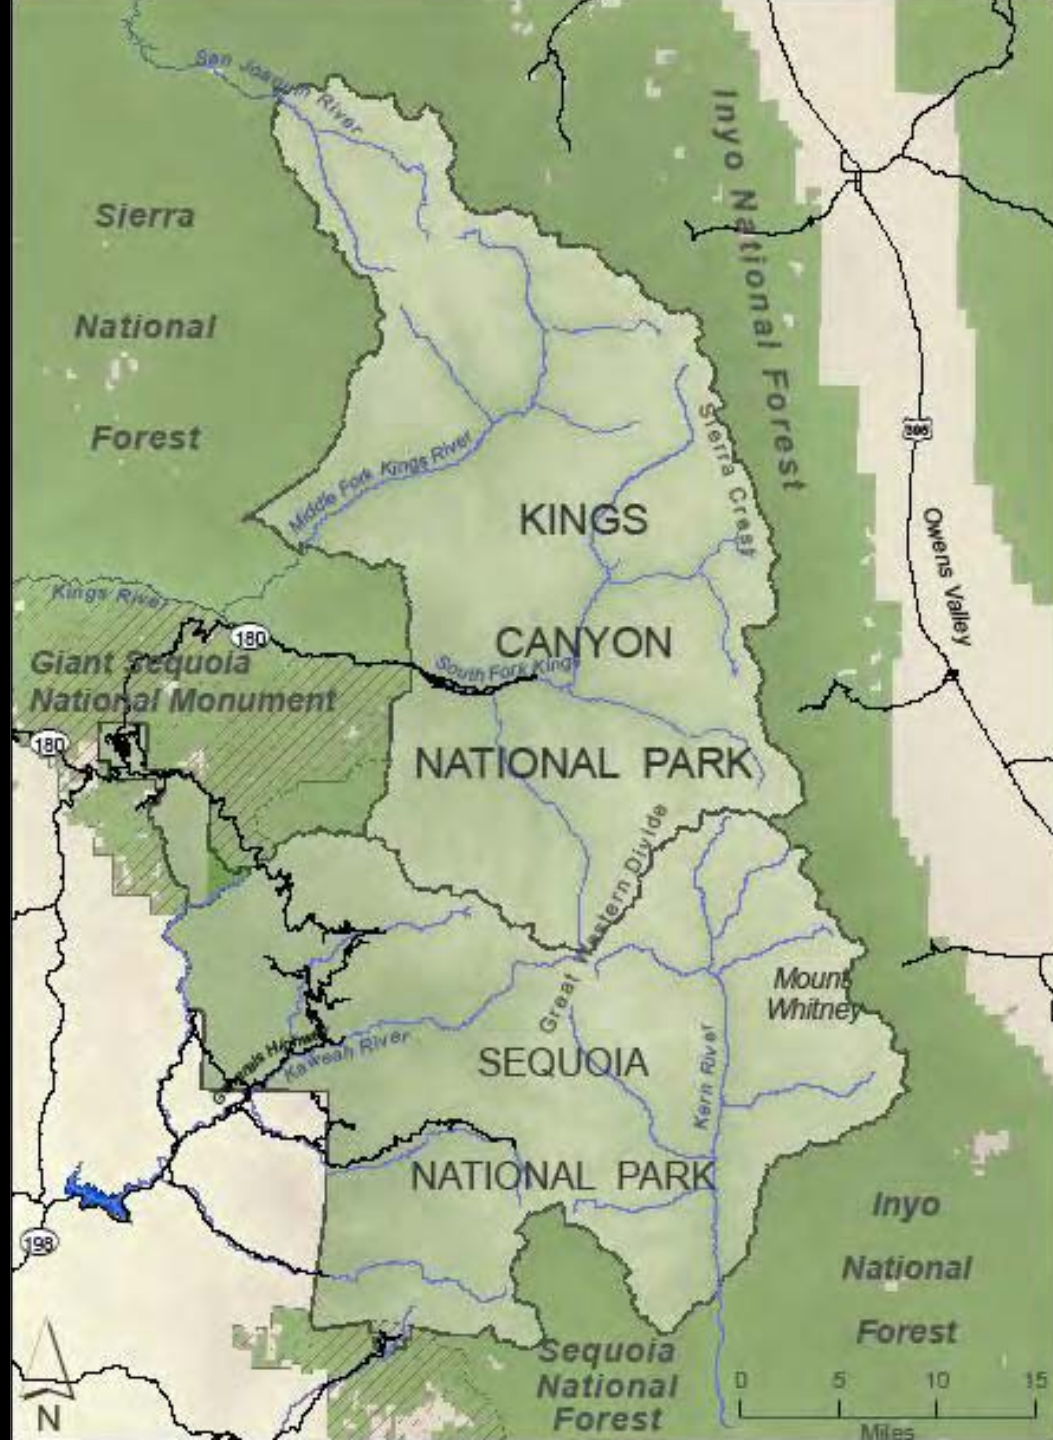 San Joaquin River
Inyo National Forest
Sierra
National
Forest
Sierra Crest
395
Middle Fork Kings River
KINGS
Owens Valley
Kings River
180
CANYON
Giant Sequoia
National Monument
South Fork Kings
180
NATIONAL PARK
Great Western Divide
Mount
Whitney
Generals Highway
Kaweah River
SEQUOIA
Kern River
NATIONAL PARK
198
Inyo
National
Forest
Sequoia
National
Forest
0 5 10 15
Miles
N